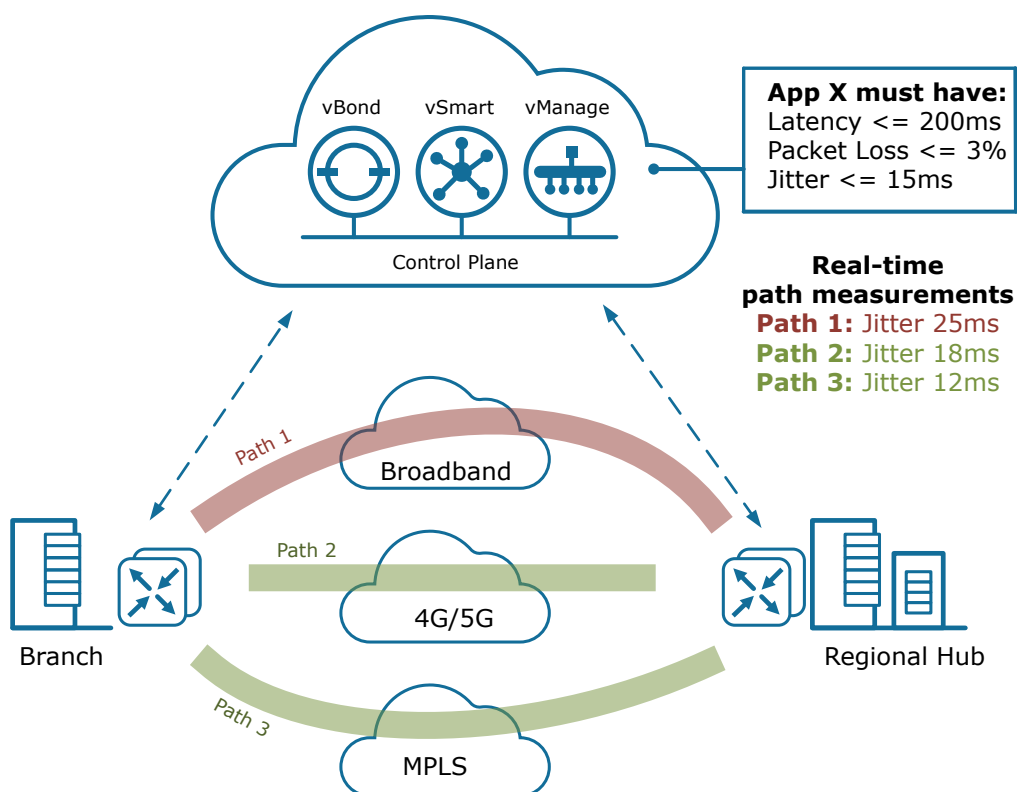 vBond
vSmart
vManage
Control Plane
App X must have:
Latency <= 200ms
Packet Loss <= 3%
Jitter <= 15ms
Real-time
path measurements
Path 1: Jitter 25ms
Path 2: Jitter 18ms
Path 3: Jitter 12ms
Path 1
Broadband
Path 2
4G/5G
Branch
Regional Hub
Path 3
MPLS